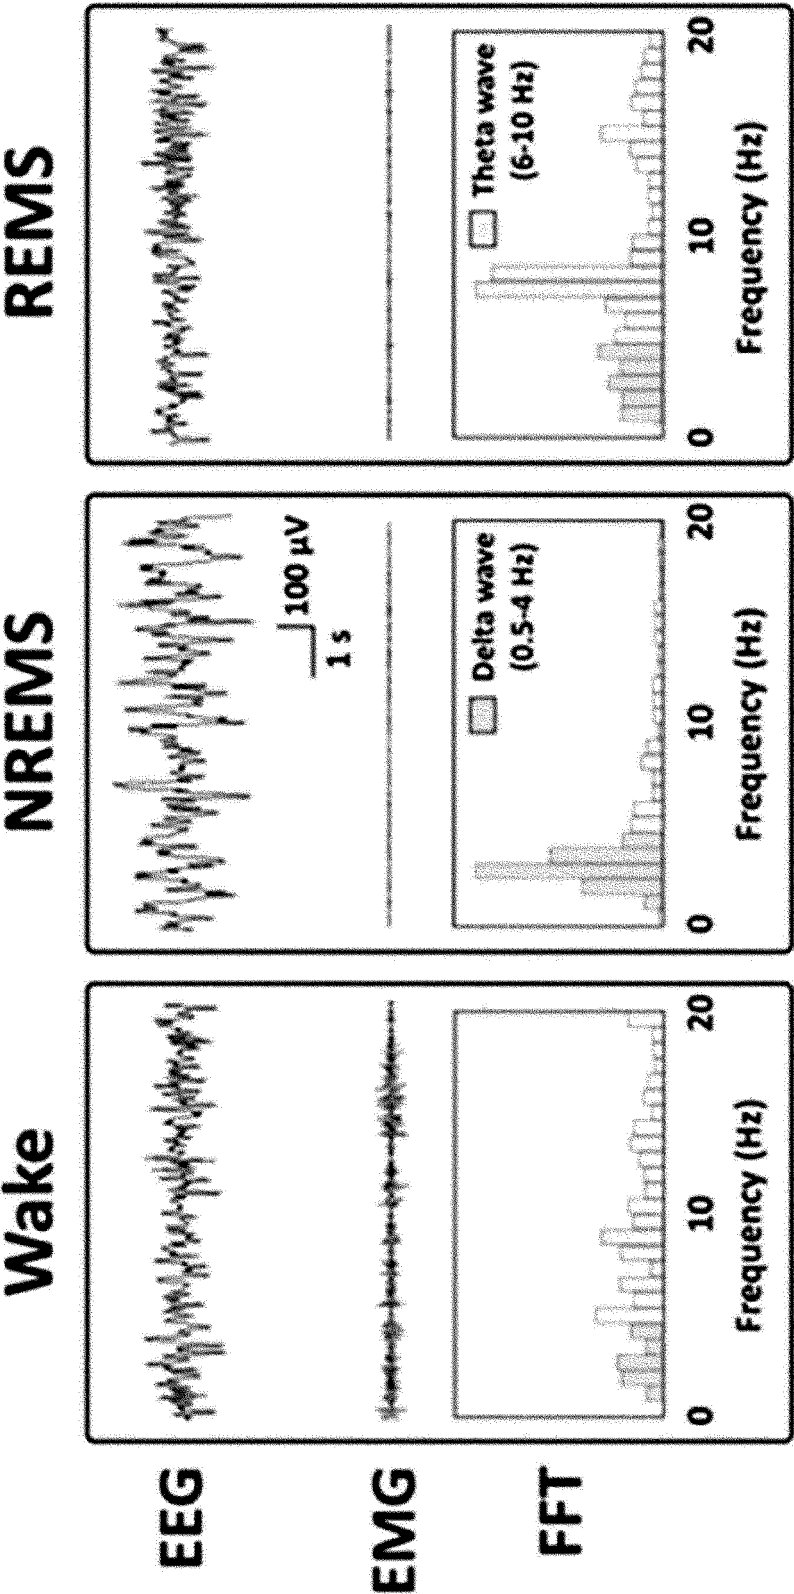 Wake
NREMS
REMS
EEG
100 µV
1 s
EMG
FFT
Delta wave
(0.5-4 Hz)
Theta wave
(6-10 Hz)
0
10
20
0
10
20
0
10
20
Frequency (Hz)
Frequency (Hz)
Frequency (Hz)